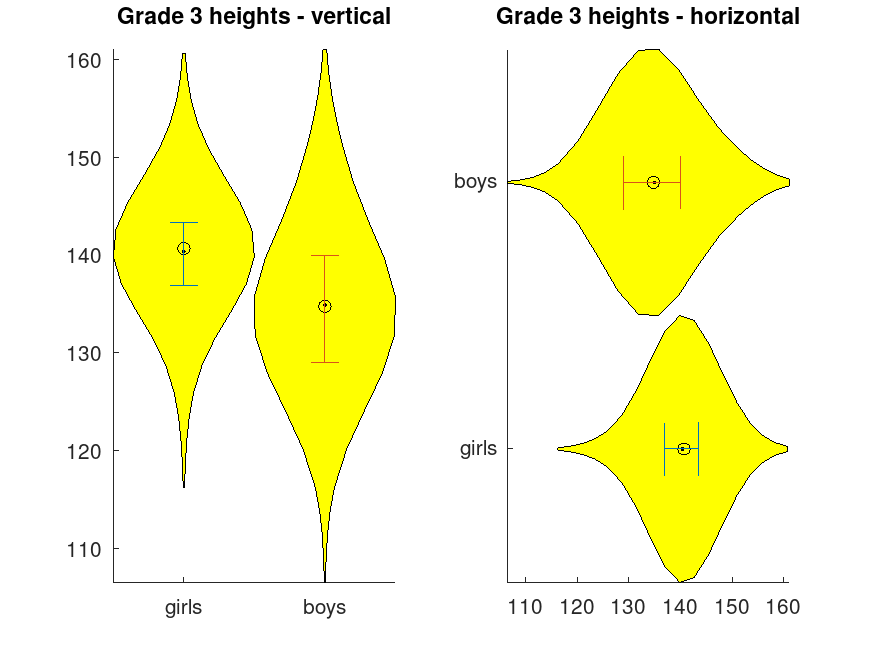 Grade 3 heights - vertical
160
150
140
130
120
110
girls
boys
Grade 3 heights - horizontal
boys
girls
110 120 130 140 150 160